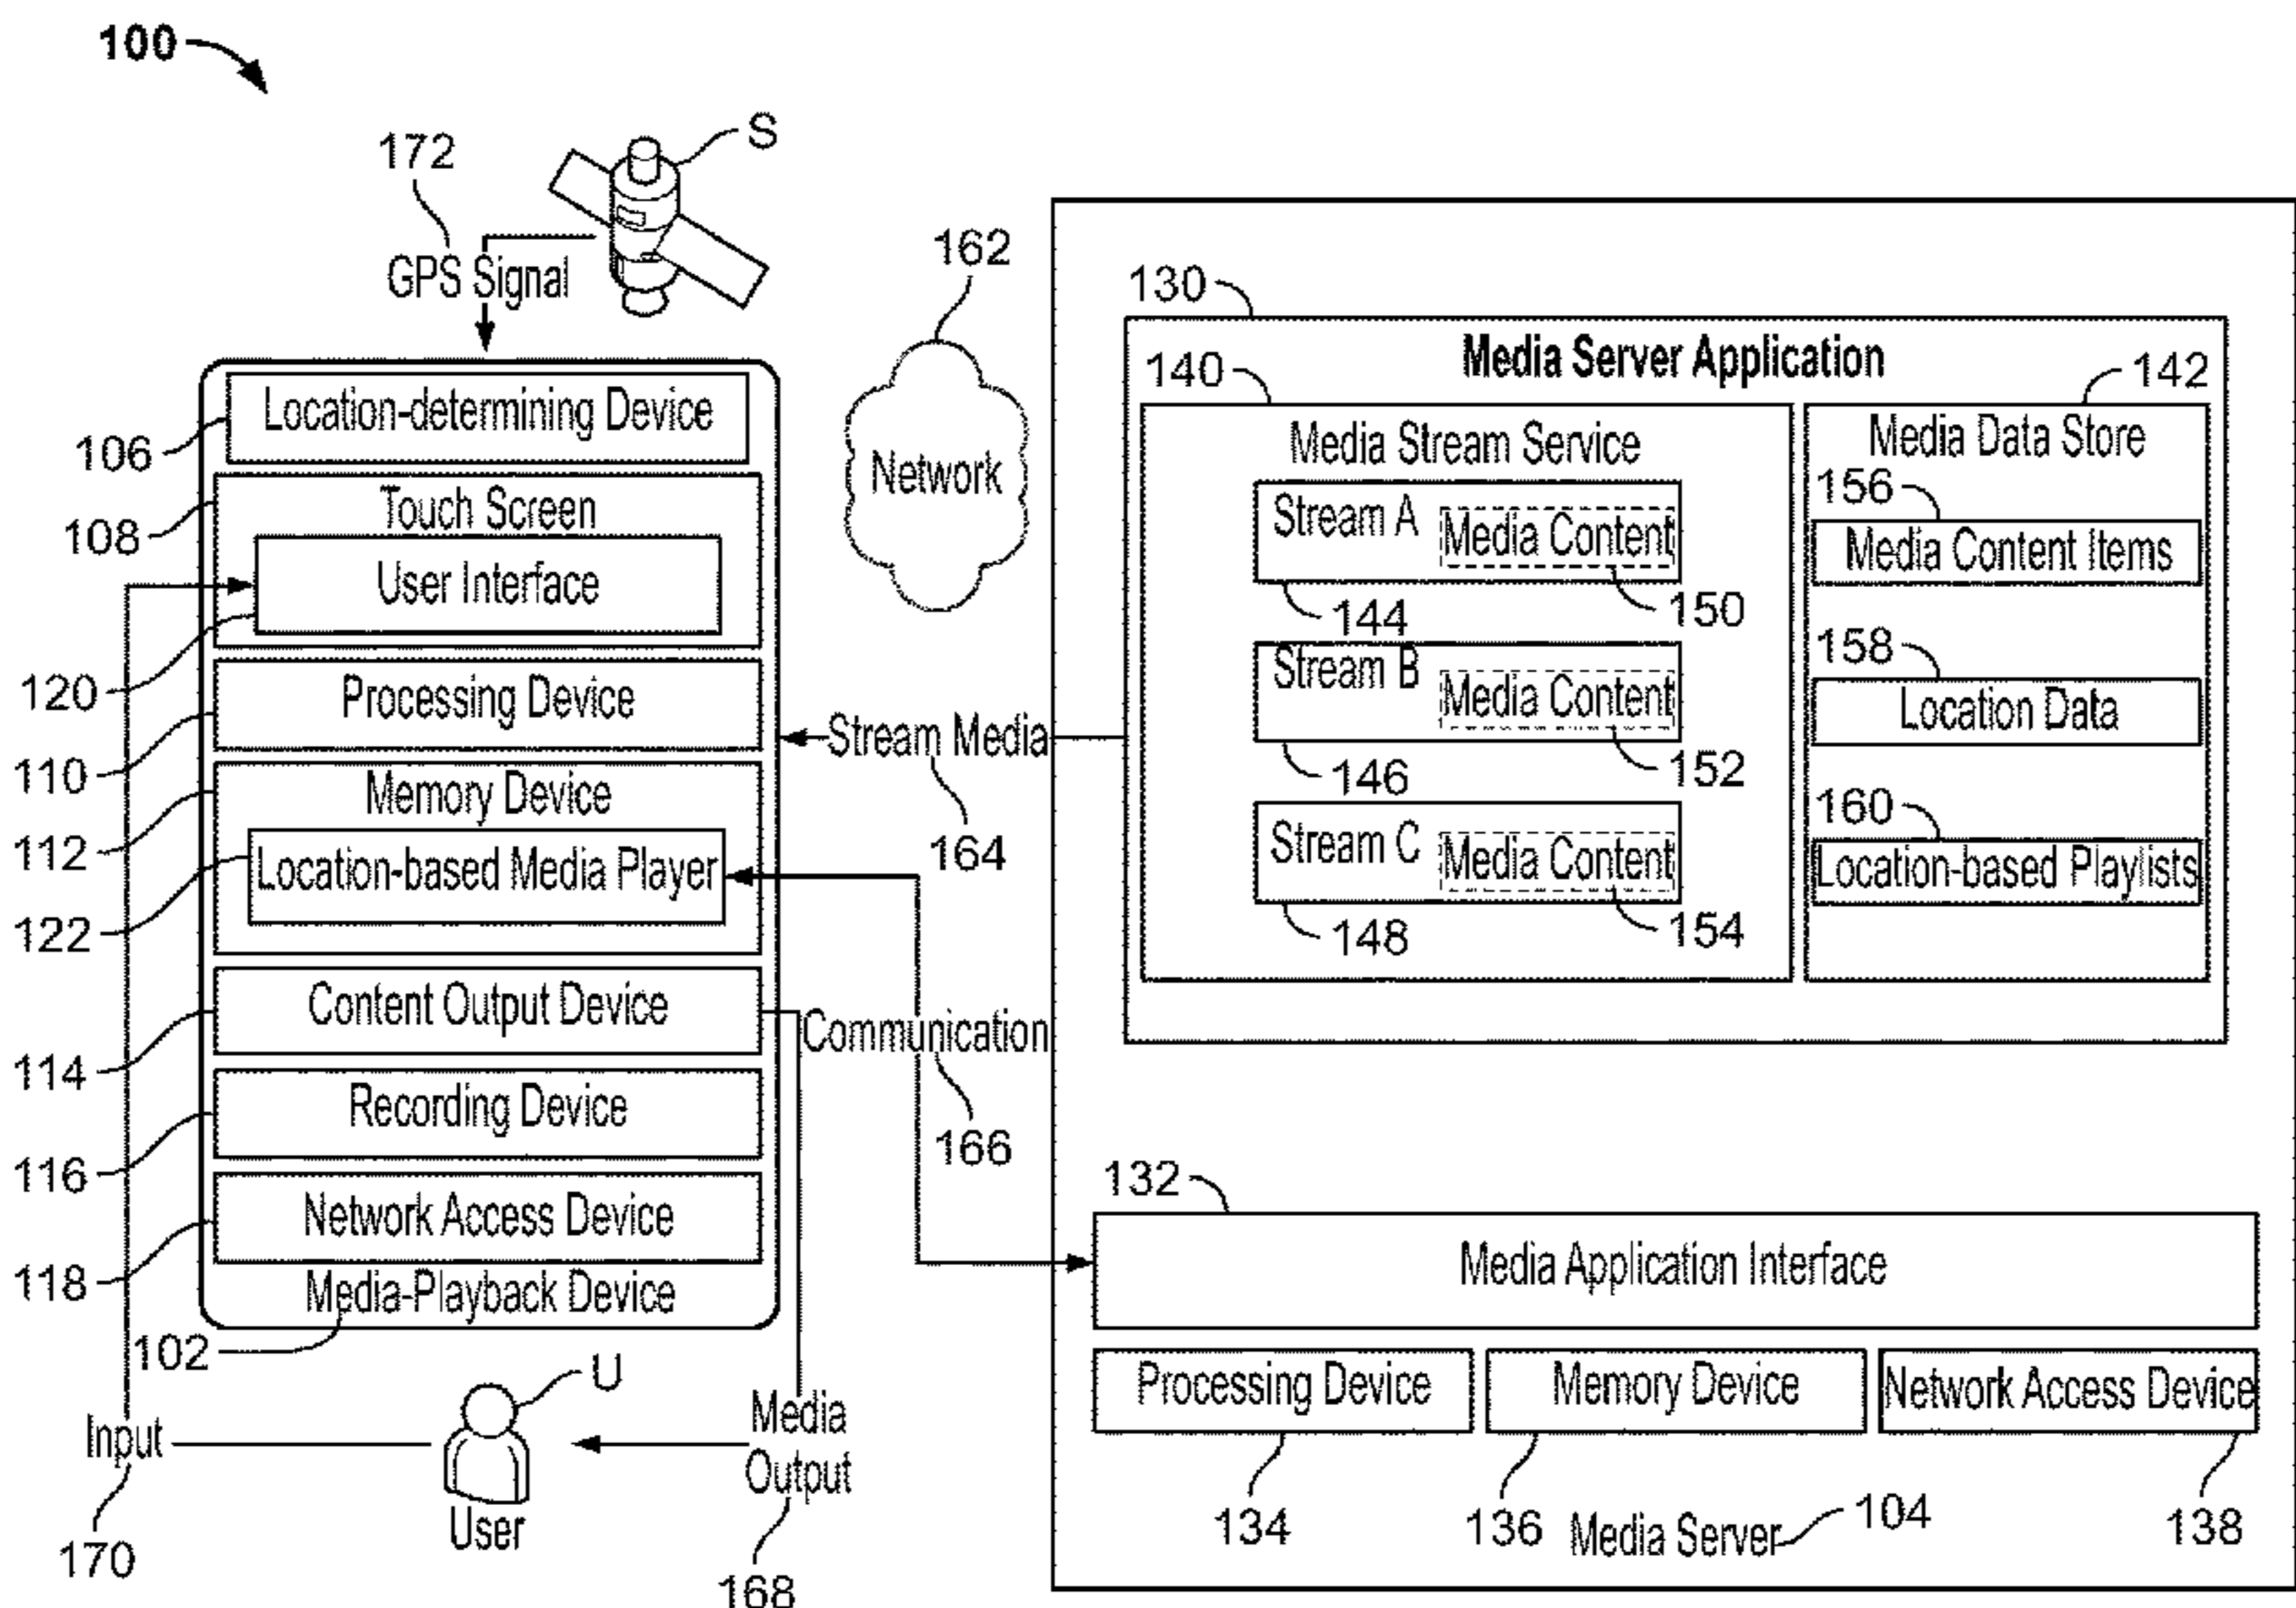 100
172
S
GPS Signal
162
Network
106
Location-determining Device
108
Touch Screen
User Interface
120
Processing Device
110
Memory Device
112
Location-based Media Player
122
Content Output Device
114
Recording Device
116
Network Access Device
118
Media-Playback Device
102
Stream Media
164
Communication
166
U
User
Input
170
Media
Output
168
130
Media Server Application
140
Media Stream Service
Stream A
Media Content
144
150
Stream B
Media Content
146
152
Stream C
Media Content
148
154
142
Media Data Store
156
Media Content Items
158
Location Data
160
Location-based Playlists
132
Media Application Interface
Processing Device
Memory Device
Network Access Device
134
136
Media Server
104
138